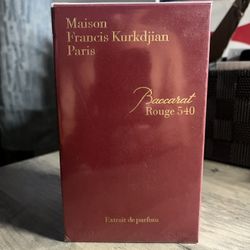 Maison
Francis Kurkdjian
Paris
Baccarat
Rouge 540
Extrait de parfum